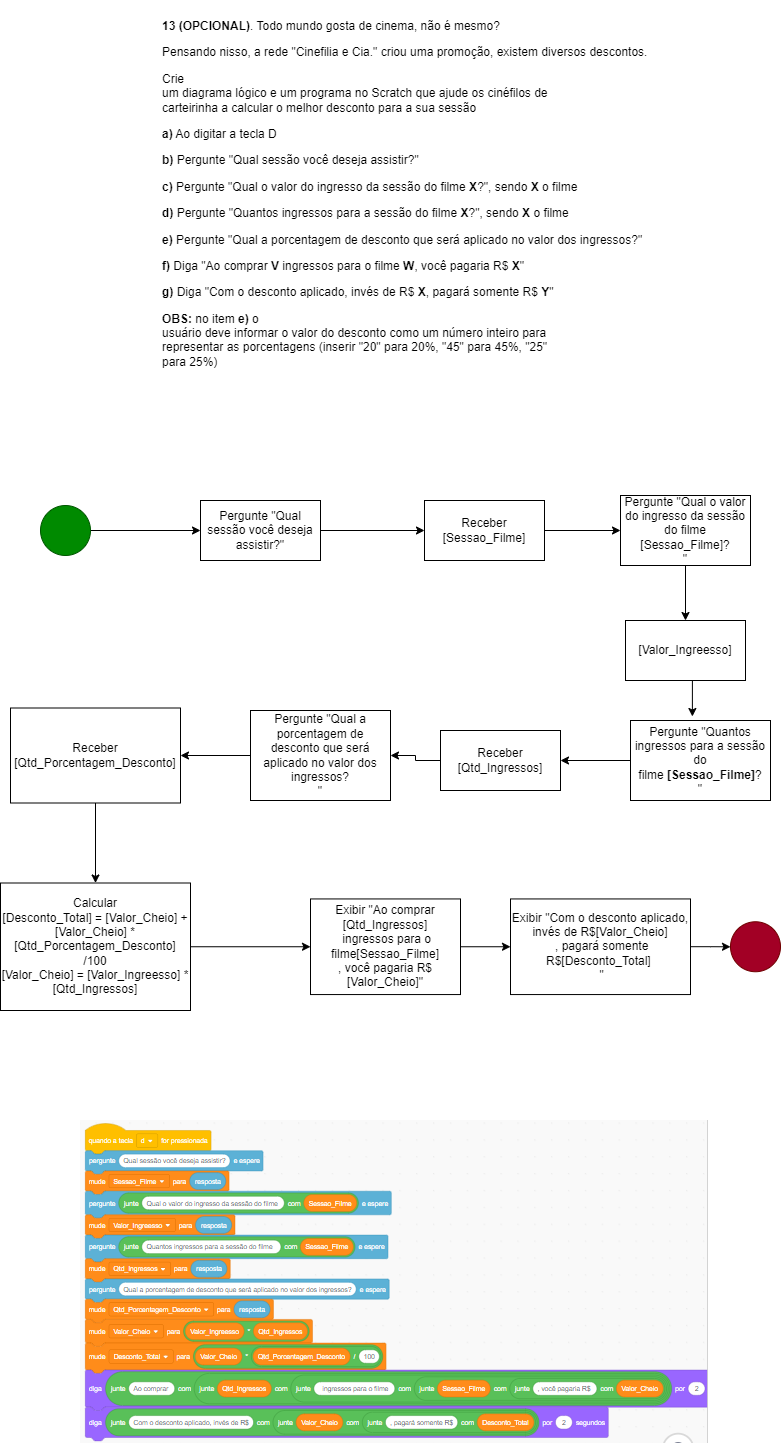 13 (OPCIONAL). Todo mundo gosta de cinema, não é mesmo?
Pensando nisso, a rede "Cinefilia e Cia." criou uma promoção, existem diversos descontos.
Crie
um diagrama lógico e um programa no Scratch que ajude os cinéfilos de
carteirinha a calcular o melhor desconto para a sua sessão
a) Ao digitar a tecla D
b) Pergunte "Qual sessão você deseja assistir?"
c) Pergunte "Qual o valor do ingresso da sessão do filme X?", sendo X o filme
d) Pergunte "Quantos ingressos para a sessão do filme X?", sendo X o filme
e) Pergunte "Qual a porcentagem de desconto que será aplicado no valor dos ingressos?"
f) Diga "Ao comprar V ingressos para o filme W, você pagaria R$ X"
g) Diga "Com o desconto aplicado, invés de R$ X, pagará somente R$ Y"
OBS: no item e) o
usuário deve informar o valor do desconto como um número inteiro para
representar as porcentagens (inserir "20" para 20%, "45" para 45%, "25"
para 25%)
Pergunte "Qual
sessão você deseja
assistir?"
Receber
[Sessao_Filme]
Pergunte "Qual o valor
do ingresso da sessão
do filme
[Sessao_Filme]?
"
[Valor_Ingreesso]
Pergunte "Quantos
ingressos para a sessão
do
filme [Sessao_Filme]?
"
Receber
[Qtd_Ingressos]
Pergunte "Qual a
porcentagem de
desconto que será
aplicado no valor dos
ingressos?
"
Receber
[Qtd_Porcentagem_Desconto]
Calcular
[Desconto_Total] = [Valor_Cheio] +
[Valor_Cheio] *
[Qtd_Porcentagem_Desconto]
/100
[Valor_Cheio] = [Valor_Ingreesso] *
[Qtd_Ingressos]
Exibir "Ao comprar
[Qtd_Ingressos]
ingressos para o
filme[Sessao_Filme]
, você pagaria R$
[Valor_Cheio]"
Exibir "Com o desconto aplicado,
invés de R$[Valor_Cheio]
, pagará somente
R$[Desconto_Total]
"
quando a tecla d for pressionada
pergunte Qual sessão você deseja assistir? e espere
mude Sessao_Filme para resposta
pergunte junte Qual o valor do ingresso da sessão do filme com Sessao_Filme e espere
mude Valor_Ingreesso para resposta
pergunte junte Quantos ingressos para a sessão do filme com Sessao_Filme e espere
mude Qtd_Ingressos para resposta
pergunte Qual a porcentagem de desconto que será aplicado no valor dos ingressos? e espere
mude Qtd_Porcentagem_Desconto para resposta
mude Valor_Cheio para Valor_Ingreesso * Qtd_Ingressos
mude Desconto_Total para Valor_Cheio * Qtd_Porcentagem_Desconto / 100
diga junte Ao comprar com junte Qtd_Ingressos com junte ingressos para o filme com junte Sessao_Filme com junte , você pagaria R$ com Valor_Cheio por 2
diga junte Com o desconto aplicado, invés de R$ com junte Valor_Cheio com junte , pagará somente R$ com Desconto_Total por 2 segundos